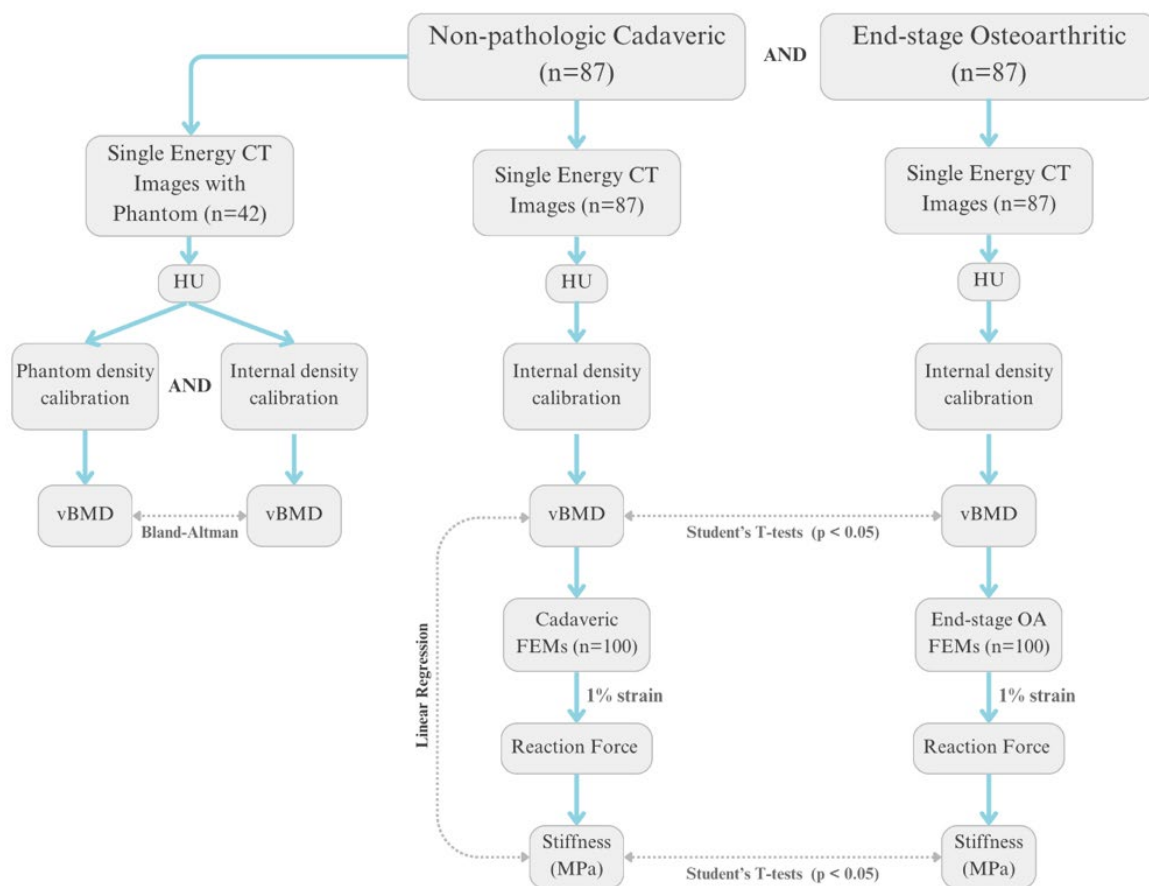 Non-pathologic Cadaveric
(n=87)
AND
End-stage Osteoarthritic
(n=87)
Single Energy CT
Images with
Phantom (n=42)
Single Energy CT
Images (n=87)
Single Energy CT
Images (n=87)
HU
HU
HU
Phantom density
calibration
AND
Internal density
calibration
Internal density
calibration
Internal density
calibration
vBMD
Bland-Altman
vBMD
vBMD
Student's T-tests (p < 0.05)
vBMD
Linear Regression
Cadaveric
FEMs (n=100)
End-stage OA
FEMs (n=100)
1% strain
1% strain
Reaction Force
Reaction Force
Stiffness
(MPa)
Student's T-tests (p < 0.05)
Stiffness
(MPa)